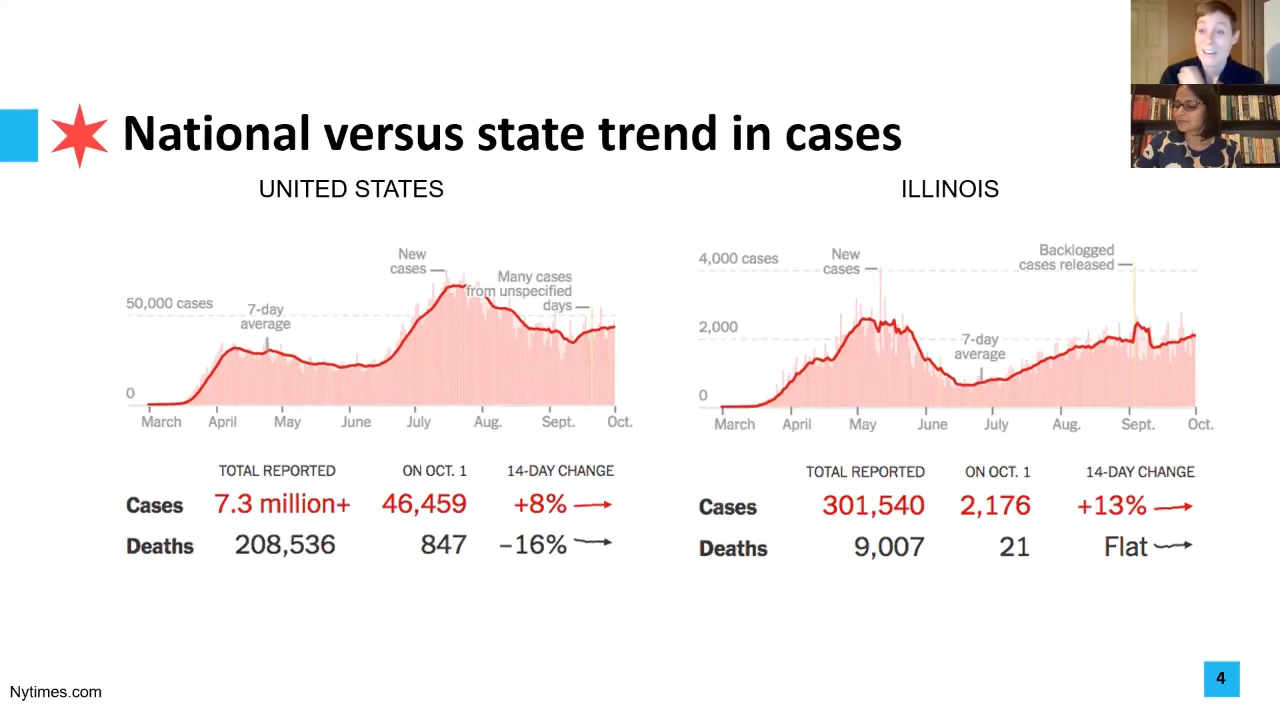 National versus state trend in cases
UNITED STATES
New
cases
Many cases
from unspecified
days
50,000 cases
7-day
average
0
March April May June July Aug. Sept. Oct.
TOTAL REPORTED ON OCT. 1 14-DAY CHANGE
Cases 7.3 million+ 46,459 +8%
Deaths 208,536 847 –16%
ILLINOIS
4,000 cases
New
cases
Backlogged
cases released
2,000
7-day
average
0
March April May June July Aug. Sept. Oct.
TOTAL REPORTED ON OCT. 1 14-DAY CHANGE
Cases 301,540 2,176 +13%
Deaths 9,007 21 Flat
Nytimes.com
4